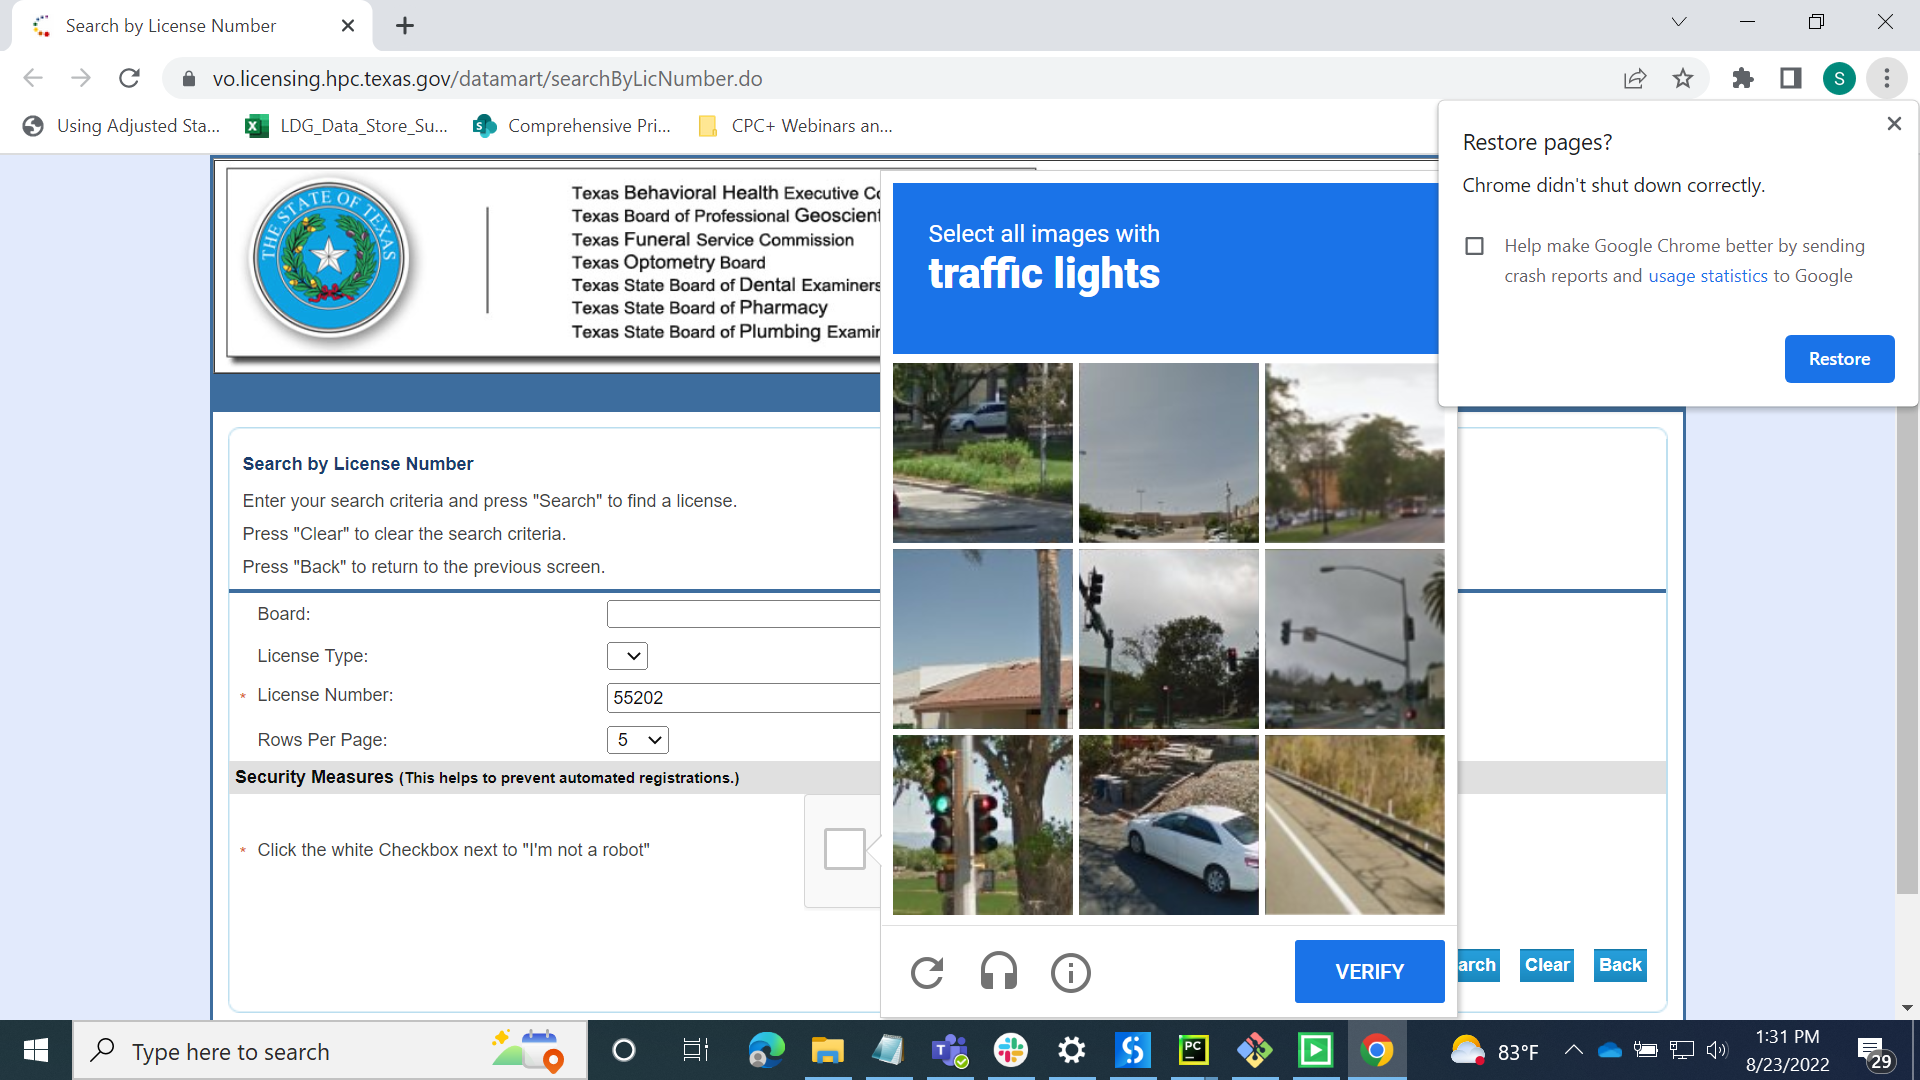 Search by License Number
vo.licensing.hpc.texas.gov/datamart/searchByLicNumber.do
S
Using Adjusted Sta...
LDG_Data_Store_Su...
Comprehensive Pri...
CPC+ Webinars an...
Restore pages?
Chrome didn't shut down correctly.
Help make Google Chrome better by sending
crash reports and usage statistics to Google
Restore
THE STATE OF TEXAS
Texas Behavioral Health Executive Co
Texas Board of Professional Geoscient
Texas Funeral Service Commission
Texas Optometry Board
Texas State Board of Dental Examiners
Texas State Board of Pharmacy
Texas State Board of Plumbing Examin
Select all images with
traffic lights
Search by License Number
Enter your search criteria and press "Search" to find a license.
Press "Clear" to clear the search criteria.
Press "Back" to return to the previous screen.
Board:
License Type:
* License Number:
55202
Rows Per Page:
5
Security Measures (This helps to prevent automated registrations.)
* Click the white Checkbox next to "I'm not a robot"
VERIFY
arch
Clear
Back
Type here to search
PC
83°F
1:31 PM
8/23/2022
29